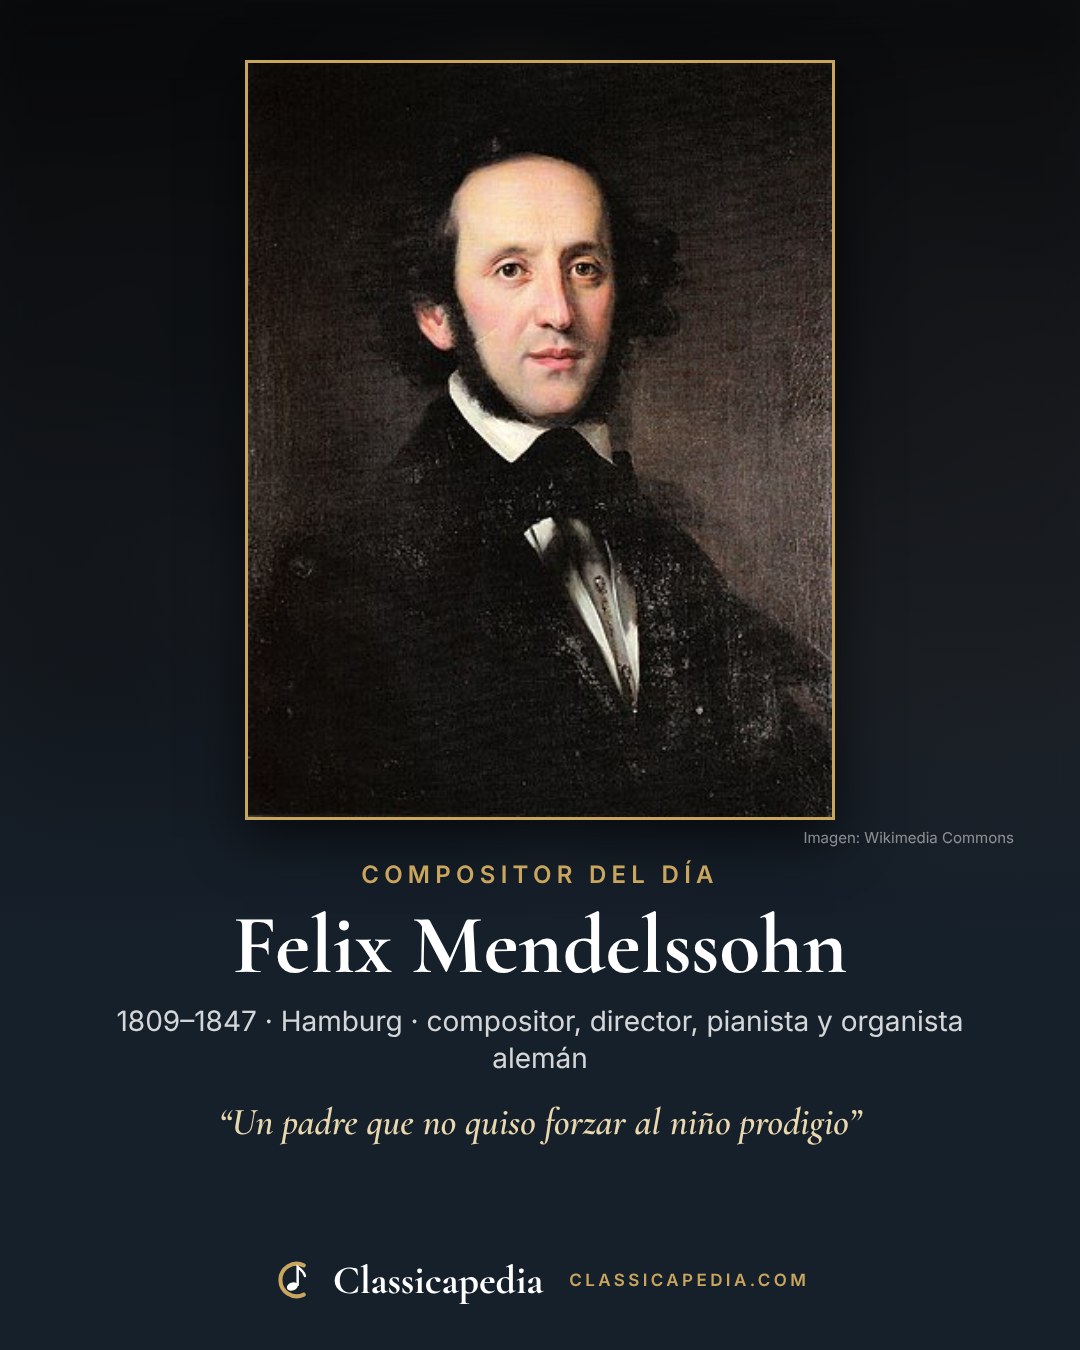 Imagen: Wikimedia Commons
COMPOSITOR DEL DÍA
Felix Mendelssohn
1809–1847 · Hamburg · compositor, director, pianista y organista
alemán
“Un padre que no quiso forzar al niño prodigio”
Classicapedia CLASSICAPEDIA.COM